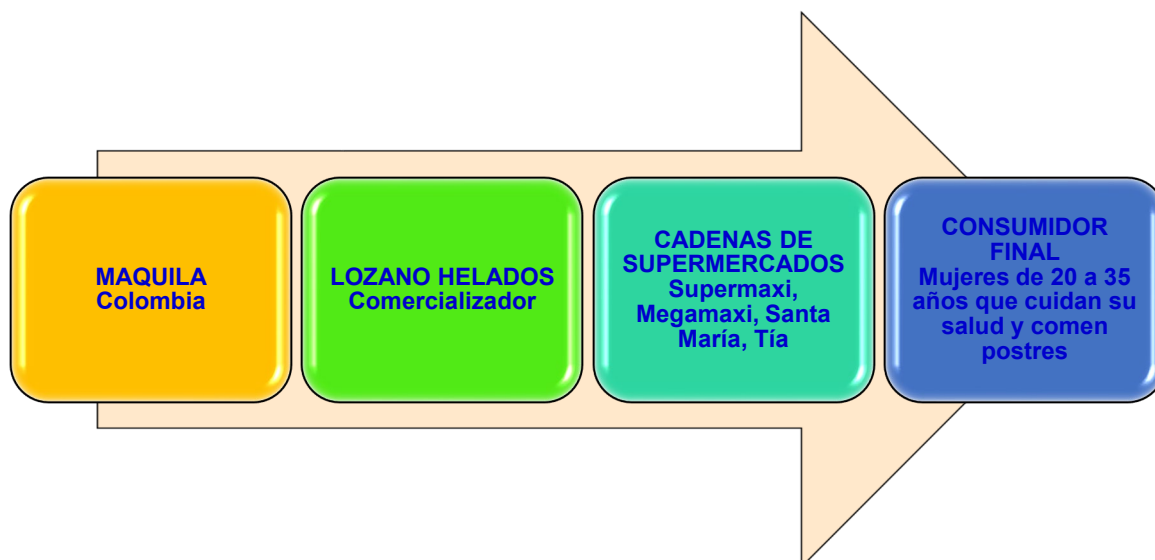 MAQUILA
Colombia
LOZANO HELADOS
Comercializador
CADENAS DE
SUPERMERCADOS
Supermaxi,
Megamaxi, Santa
María, Tía
CONSUMIDOR
FINAL
Mujeres de 20 a 35
años que cuidan su
salud y comen
postres